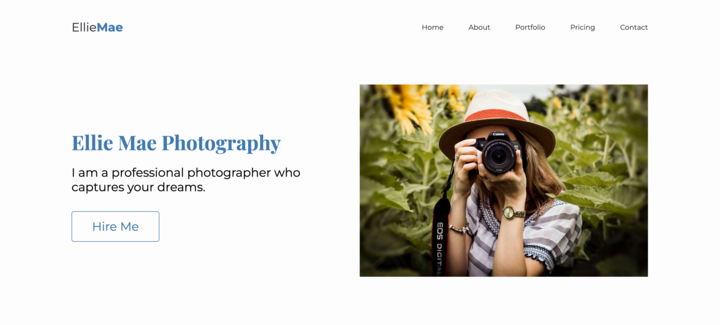 EllieMae
Home
About
Portfolio
Pricing
Contact
Ellie Mae Photography
I am a professional photographer who
captures your dreams.
Hire Me
Canon
EOS DIGITAL